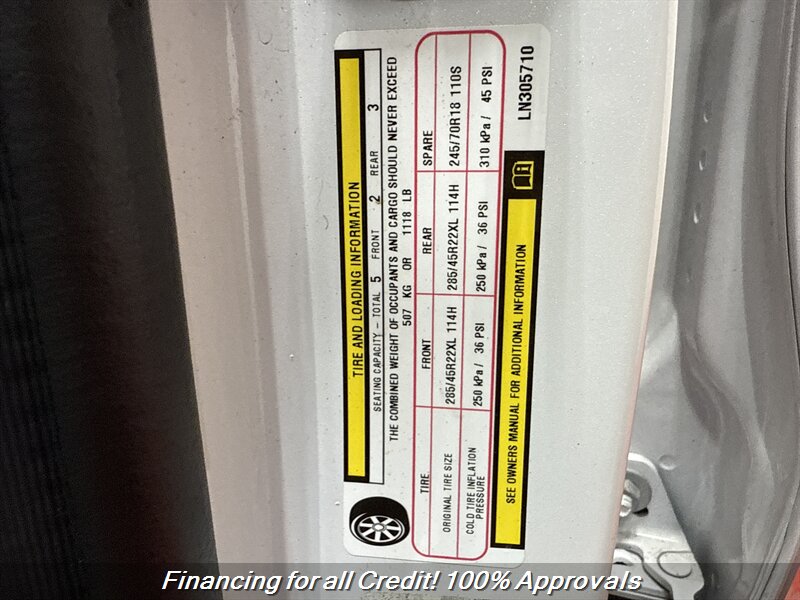 TIRE AND LOADING INFORMATION
SEATING CAPACITY – TOTAL 5 FRONT 2 REAR 3
THE COMBINED WEIGHT OF OCCUPANTS AND CARGO SHOULD NEVER EXCEED
507 KG OR 1118 LB
TIRE FRONT REAR SPARE
ORIGINAL TIRE SIZE 285/45R22XL 114H 285/45R22XL 114H 245/70R18 110S
COLD TIRE INFLATION
PRESSURE 250 kPa / 36 PSI 250 kPa / 36 PSI 310 kPa / 45 PSI
SEE OWNERS MANUAL FOR ADDITIONAL INFORMATION
LN305710
Financing for all Credit! 100% Approvals